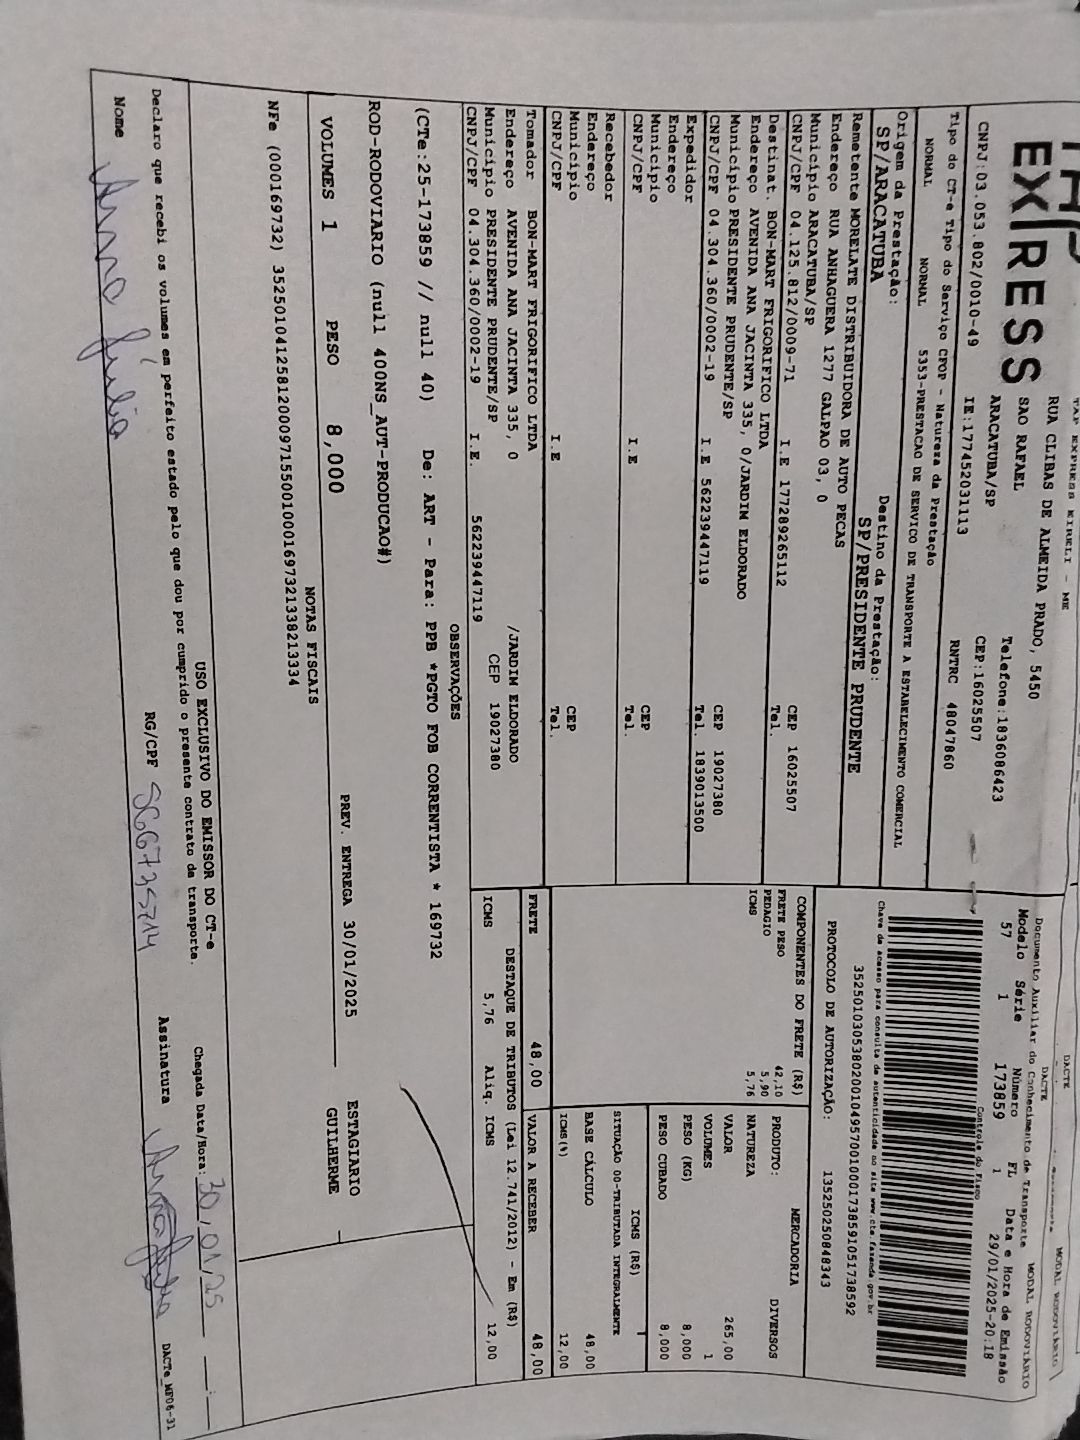 EXPRESS
TAP EXPRESS EIRELI - ME
RUA CLIBAS DE ALMEIDA PRADO, 5450
SAO RAFAEL
ARACATUBA/SP
Telefone:1836086423
CEP:16025507
CNPJ:03.053.802/0010-49 IE:177452031113 RNTRC 48047860
DACTE
Documento Auxiliar do Conhecimento de Transporte MODAL RODOVIÁRIO
Modelo Série Número FL Data e Hora de Emissão
57 1 173859 1 29/01/2025-20:18
Controle do Fisco
Chave de acesso para consulta de autenticidade no site www.cte.fazenda.gov.br
35250103053802001049570010001738591051738592
PROTOCOLO DE AUTORIZAÇÃO: 135250250848343
Tipo do CT-e Tipo do Serviço CFOP - Natureza da Prestação
NORMAL NORMAL 5353-PRESTACAO DE SERVICO DE TRANSPORTE A ESTABELECIMENTO COMERCIAL
Origem da Prestação: Destino da Prestação:
SP/ARACATUBA SP/PRESIDENTE PRUDENTE
Remetente MORELATE DISTRIBUIDORA DE AUTO PECAS
Endereço RUA ANHAGUERA 1277 GALPAO 03, 0
Município ARACATUBA/SP CEP 16025507
CNPJ/CPF 04.125.812/0009-71 I.E 177289265112 Tel.
Destinat. BON-MART FRIGORIFICO LTDA
Endereço AVENIDA ANA JACINTA 335, 0/JARDIM ELDORADO
Município PRESIDENTE PRUDENTE/SP CEP 19027380
CNPJ/CPF 04.304.360/0002-19 I.E 562239447119 Tel. 1839013500
Expedidor
Endereço
Município CEP
CNPJ/CPF I.E Tel.
Recebedor
Endereço
Município CEP
CNPJ/CPF I.E Tel.
Tomador BON-MART FRIGORIFICO LTDA
Endereço AVENIDA ANA JACINTA 335, 0 /JARDIM ELDORADO
Município PRESIDENTE PRUDENTE/SP CEP 19027380
CNPJ/CPF 04.304.360/0002-19 I.E. 562239447119
COMPONENTES DO FRETE (R$)
FRETE PESO 42,10
PEDAGIO 5,90
ICMS 5,76
MERCADORIA
PRODUTO: DIVERSOS
NATUREZA
VALOR 265,00
VOLUMES 1
PESO (KG) 8,000
PESO CUBADO 8,000
ICMS (R$)
SITUAÇÃO 00-TRIBUTADA INTEGRALMENTE
BASE CÁLCULO 48,00
ICMS(%) 12,00
FRETE 48,00 VALOR A RECEBER 48,00
DESTAQUE DE TRIBUTOS (Lei 12.741/2012) - Em (R$)
ICMS 5,76 Alíq. ICMS 12,00
OBSERVAÇÕES
(CTe:25-173859 // null 40) De: ART - Para: PPB *PGTO FOB CORRENTISTA * 169732
ROD-RODOVIARIO (null 400NS_AUT-PRODUCAO#)
VOLUMES 1 PESO 8,000 PREV. ENTREGA 30/01/2025
ESTAGIARIO
GUILHERME
NOTAS FISCAIS
NFe (000169732) 35250104125812000971550010001697321338213334
USO EXCLUSIVO DO EMISSOR DO CT-e
Declaro que recebi os volumes em perfeito estado pelo que dou por cumprido o presente contrato de transporte. Chegada Data/Hora: 30/01/25
Nome Anna Júlia RG/CPF Assinatura
DACTe_MF06-31